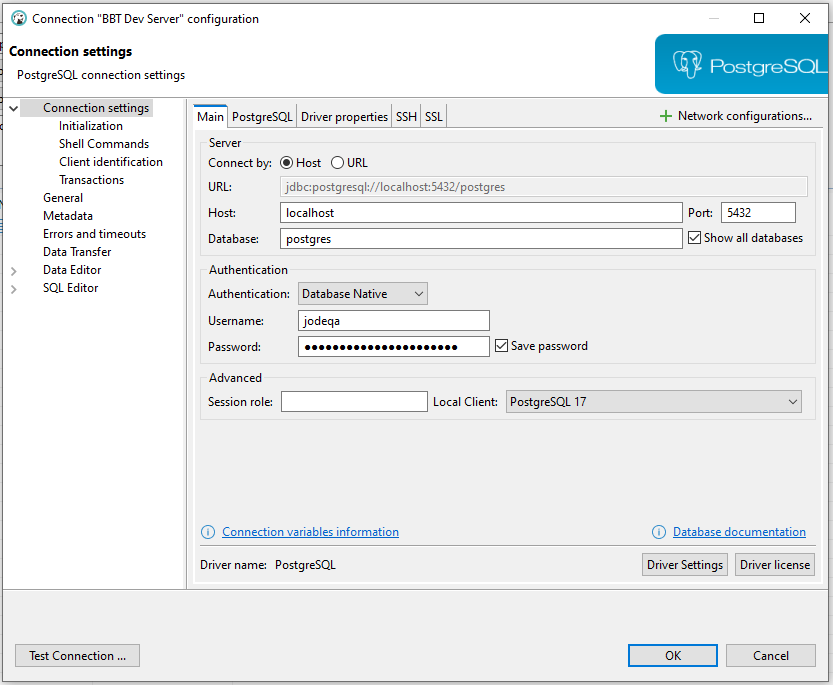 Connection "BBT Dev Server" configuration
Connection settings
PostgreSQL connection settings
PostgreSQL
Connection settings
Initialization
Shell Commands
Client identification
Transactions
General
Metadata
Errors and timeouts
Data Transfer
Data Editor
SQL Editor
Main PostgreSQL Driver properties SSH SSL
Network configurations...
Server
Connect by: Host URL
URL: jdbc:postgresql://localhost:5432/postgres
Host: localhost Port: 5432
Database: postgres Show all databases
Authentication
Authentication: Database Native
Username: jodeqa
Password: ●●●●●●●●●●●●●●●●●●●●●● Save password
Advanced
Session role: Local Client: PostgreSQL 17
Connection variables information Database documentation
Driver name: PostgreSQL Driver Settings Driver license
Test Connection ... OK Cancel